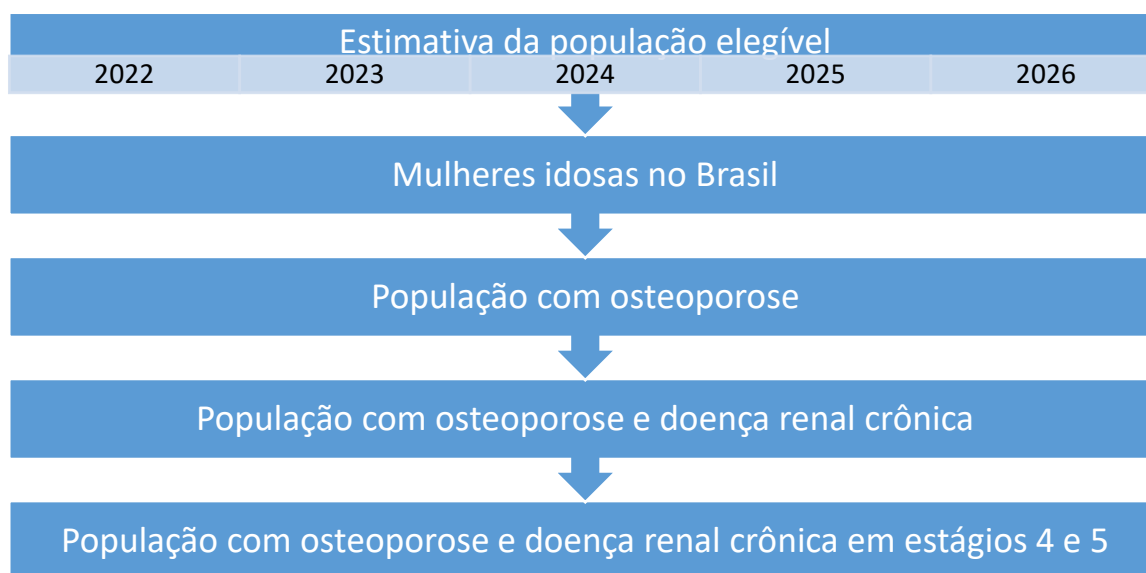 Estimativa da população elegível
2022 2023 2024 2025 2026
Mulheres idosas no Brasil
População com osteoporose
População com osteoporose e doença renal crônica
População com osteoporose e doença renal crônica em estágios 4 e 5